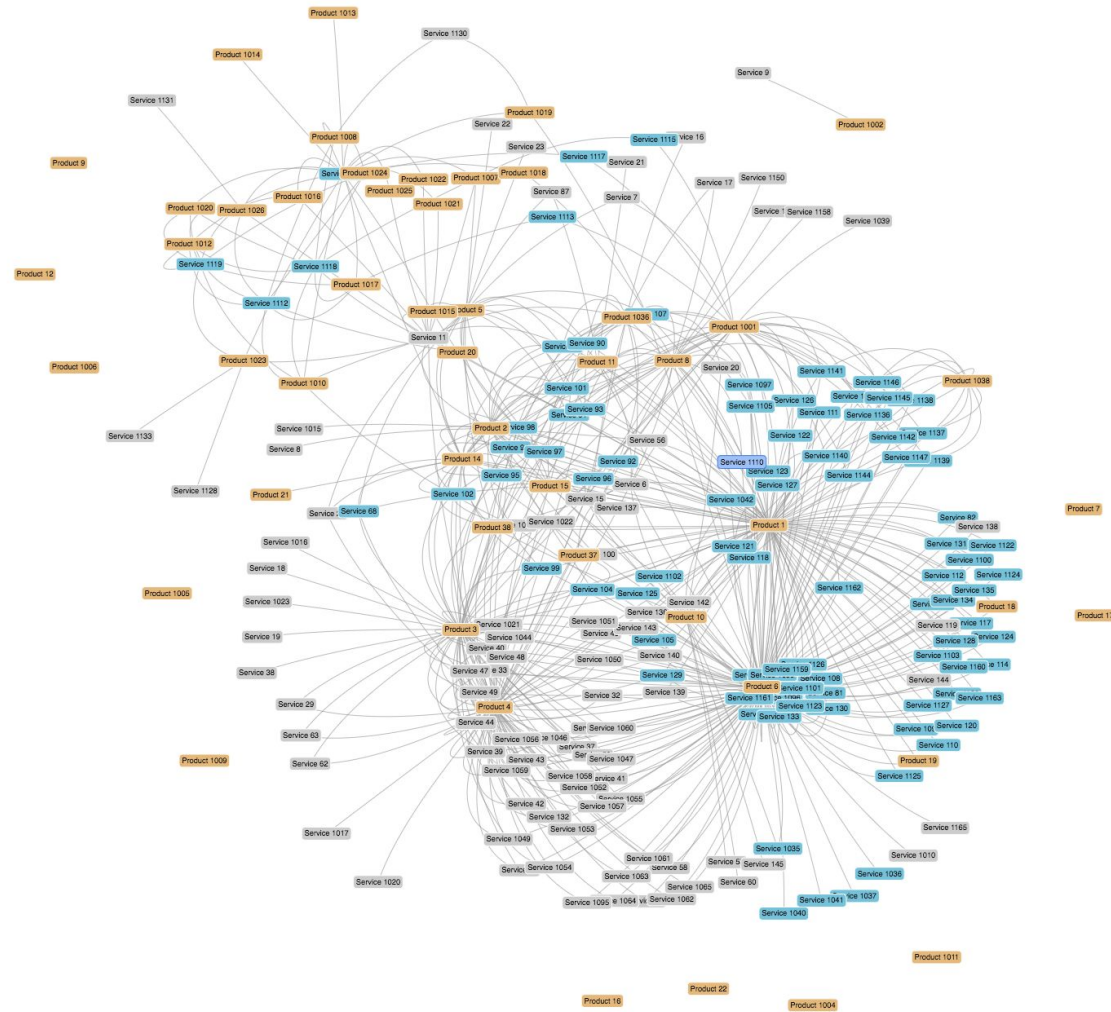 Product 1013
Service 1130
Product 1014
Service 9
Service 1131
Product 1019
Service 22
Product 1002
Product 1008
Service 16
Service 1115
Service 23
Product 9
Service 1117
Service 21
Product 1024
Product 1022
Product 1007
Product 1018
Service 1150
Service 17
Product 1025
Service 87
Product 1016
Service 7
Product 1021
Product 1020
Product 1026
Service 1158
Service 1113
Service 1039
Product 1012
Service 1119
Service 1118
Product 12
Product 1017
Service 1112
Product 1015
Product 5
Service 11
Product 1036
107
Product 1001
Service 90
Product 20
Product 1023
Product 11
Product 8
Product 1006
Service 20
Service 1141
Product 1010
Service 1146
Product 1038
Service 101
Service 1097
Service 1145
1138
Service 126
Service 1105
Service 93
Service 111
Service 1136
Product 2
98
Service 1015
Service 122
Service 1137
Service 1133
Service 56
Service 1142
Service 8
Service 97
Service 1140
Service 1147
Product 14
Service 92
Service 1110
1139
Service 123
Service 95
Service 96
Service 1144
Service 1128
Product 21
Service 102
Product 15
Service 6
Service 127
Service 15
Service 1042
Service 137
Product 7
Service 68
Service 82
Product 38
Service 1022
Product 1
Service 138
Service 1016
Service 121
Service 131
Service 1122
Product 37
100
Service 118
Service 1100
Service 18
Service 99
Service 1102
Service 112
Service 1124
Product 1005
Service 104
Service 125
Service 1162
Service 135
Service 1023
Service 142
Service 134
Product 18
Service 1051
Product 10
Service 1021
Service 143
Service 119
Service 117
Product 3
Service 19
Service 1044
Service 105
Service 128
Service 124
Service 40
Service 48
Service 140
Service 1103
Service 1050
Service 1160
114
Service 38
Service 47
33
Service 129
Service 1159
1126
Service 108
Service 144
Service 49
Service 32
Service 139
Product 6
Service 1101
81
Service 1161
Service 1163
Service 29
Product 4
Service 1123
Service 130
Service 1127
Service 44
Service 133
Service 120
Service 63
Service 1060
Service 1056
1046
Service 110
Service 39
Service 43
Service 1047
Product 1009
Service 62
Product 19
Service 1059
Service 1058
Service 41
Service 1125
Service 1052
Service 42
Service 1055
Service 1057
Service 132
Service 1017
Service 1053
Service 1165
Service 1049
Service 1035
Service 1010
Service 1061
Service 1054
Service 58
Service 145
Service 1036
Service 1020
Service 1063
Service 60
Service 1065
Service 1037
Service 1095
1064
Service 1062
Service 1041
Service 1040
Product 1011
Product 22
Product 16
Product 1004